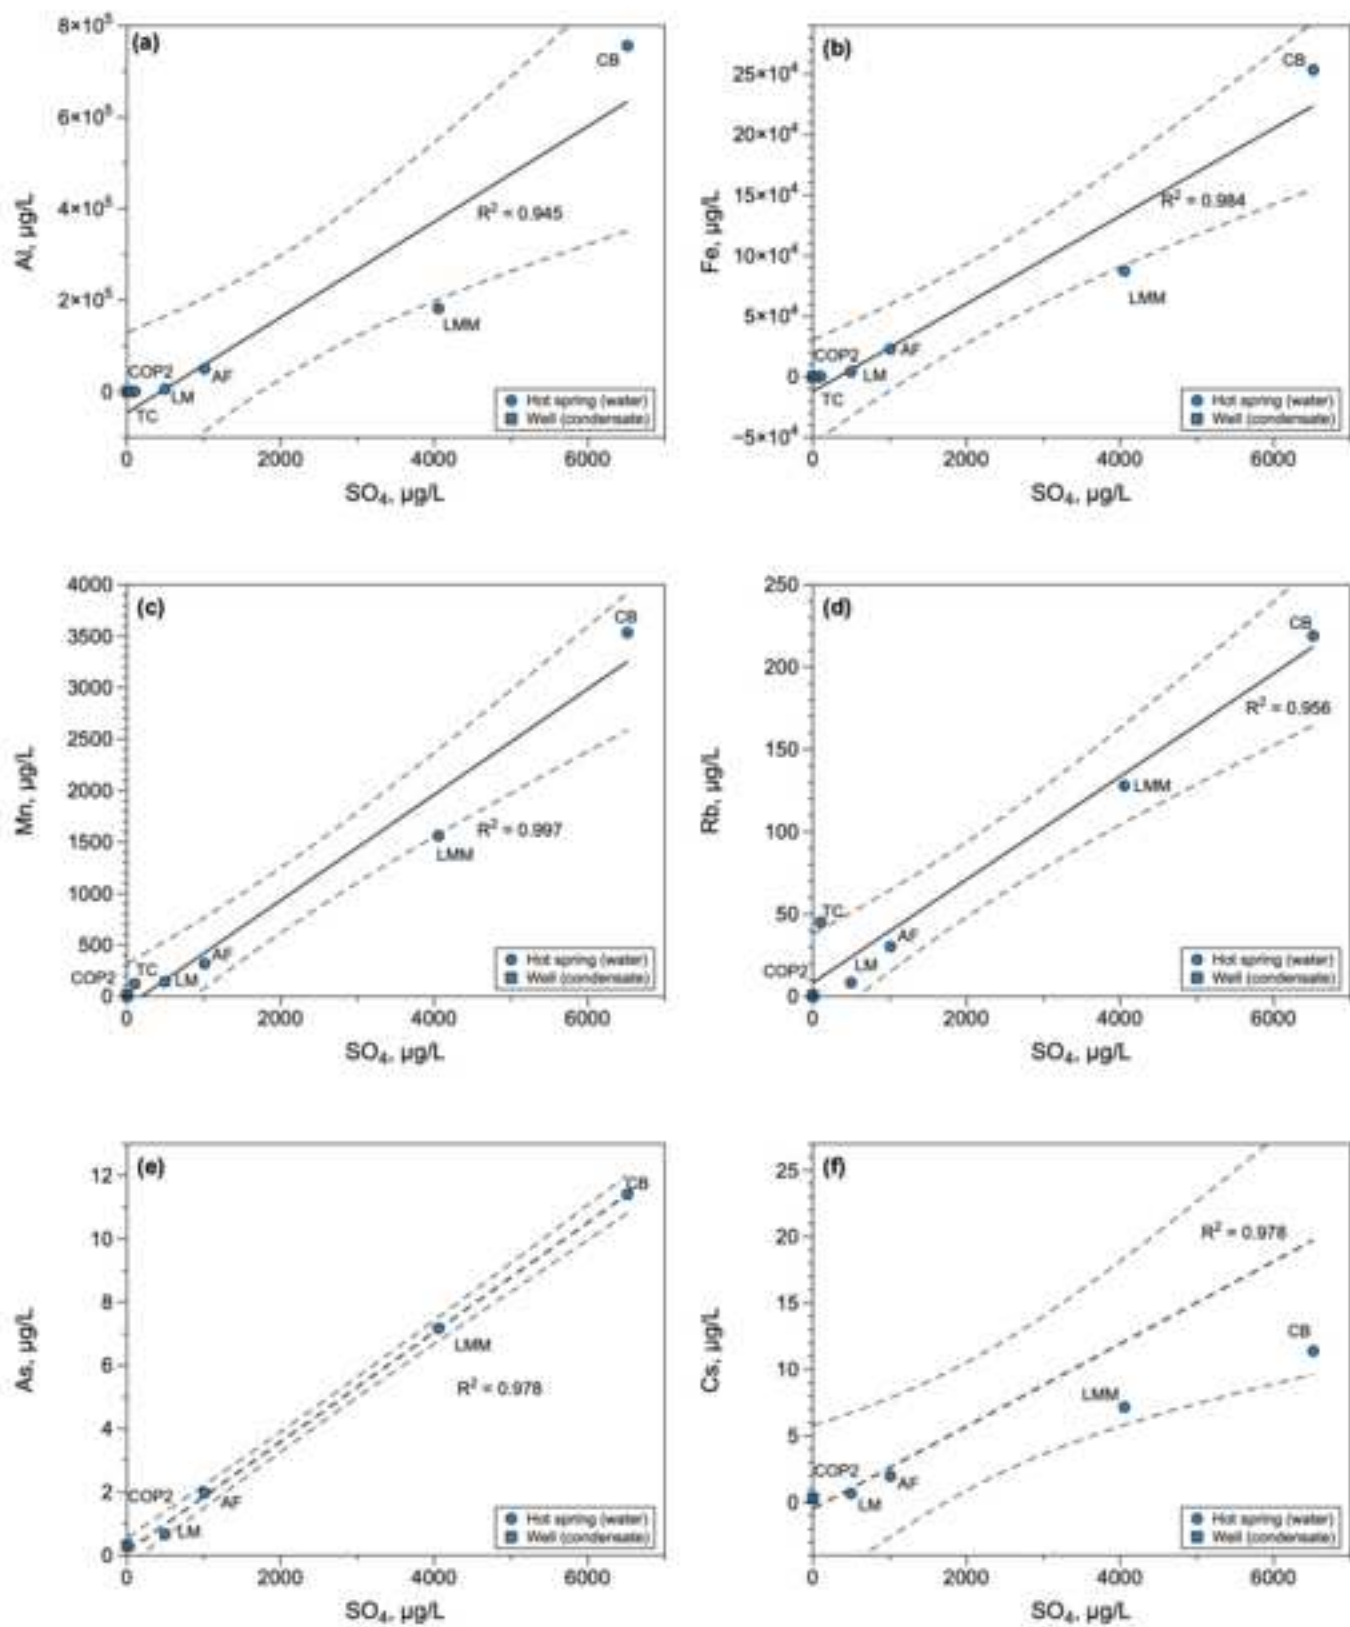 (a)
8×10⁵
6×10⁵
4×10⁵
2×10⁵
0
Al, µg/L
CB
R² = 0.945
LMM
COP2
AF
LM
TC
Hot spring (water)
Well (condensate)
0 2000 4000 6000
SO₄, µg/L
(b)
25×10⁴
20×10⁴
15×10⁴
10×10⁴
5×10⁴
0
−5×10⁴
Fe, µg/L
CB
R² = 0.984
LMM
COP2
AF
LM
TC
Hot spring (water)
Well (condensate)
0 2000 4000 6000
SO₄, µg/L
(c)
4000
3500
3000
2500
2000
1500
1000
500
0
Mn, µg/L
CB
R² = 0.997
LMM
AF
TC
COP2
LM
Hot spring (water)
Well (condensate)
0 2000 4000 6000
SO₄, µg/L
(d)
250
200
150
100
50
0
Rb, µg/L
CB
R² = 0.956
LMM
TC
AF
LM
COP2
Hot spring (water)
Well (condensate)
0 2000 4000 6000
SO₄, µg/L
(e)
12
10
8
6
4
2
0
As, µg/L
CB
LMM
R² = 0.978
COP2
AF
LM
Hot spring (water)
Well (condensate)
0 2000 4000 6000
SO₄, µg/L
(f)
25
20
15
10
5
0
Cs, µg/L
R² = 0.978
CB
LMM
COP2
AF
LM
Hot spring (water)
Well (condensate)
0 2000 4000 6000
SO₄, µg/L